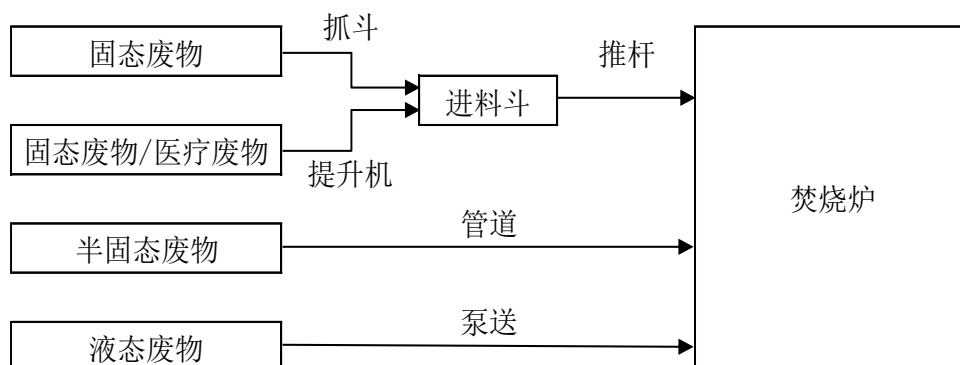 抓斗
固态废物
推杆
进料斗
固态废物/医疗废物
提升机
焚烧炉
管道
半固态废物
泵送
液态废物